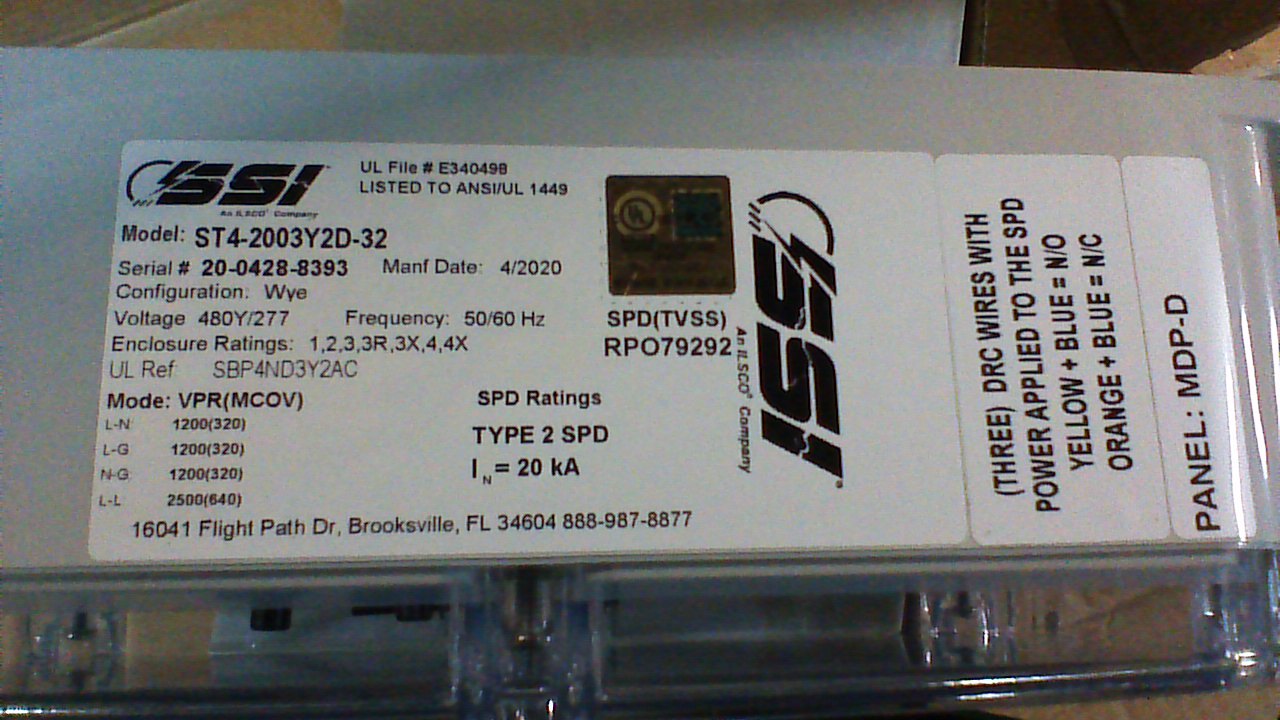 SSI
An ILSCO® Company
UL File # E340498
LISTED TO ANSI/UL 1449
Model: ST4-2003Y2D-32
Serial # 20-0428-8393 Manf Date: 4/2020
Configuration: Wye
Voltage 480Y/277 Frequency: 50/60 Hz
Enclosure Ratings: 1,2,3,3R,3X,4,4X
UL Ref: SBP4ND3Y2AC
Mode: VPR(MCOV)
L-N 1200(320)
L-G 1200(320)
N-G 1200(320)
L-L 2500(640)
SPD Ratings
TYPE 2 SPD
IN = 20 kA
16041 Flight Path Dr, Brooksville, FL 34604 888-987-8877
UL
SPD(TVSS)
RPO79292
SSI®
An ILSCO® Company
(THREE) DRC WIRES WITH
POWER APPLIED TO THE SPD
YELLOW + BLUE = N/O
ORANGE + BLUE = N/C
PANEL: MDP-D